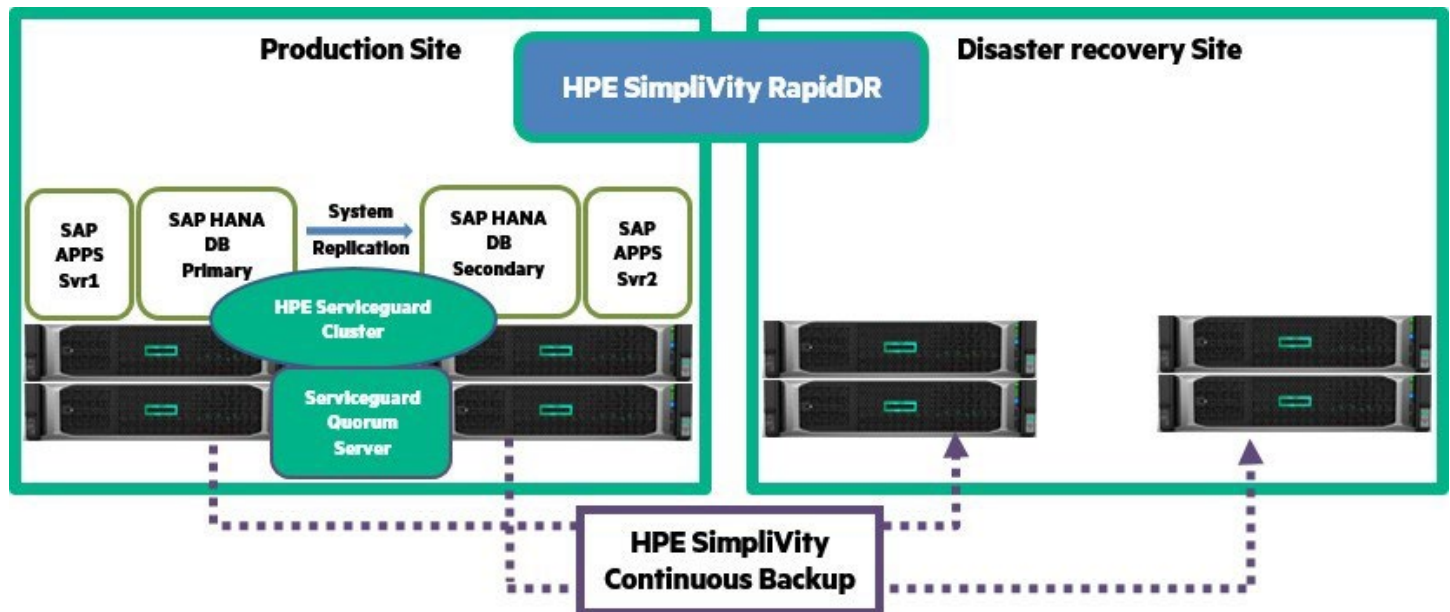 Production Site
HPE SimpliVity RapidDR
Disaster recovery Site
SAP
APPS
Svr1
SAP HANA
DB
Primary
System
Replication
SAP HANA
DB
Secondary
SAP
APPS
Svr2
HPE Serviceguard
Cluster
Serviceguard
Quorum
Server
HPE SimpliVity
Continuous Backup